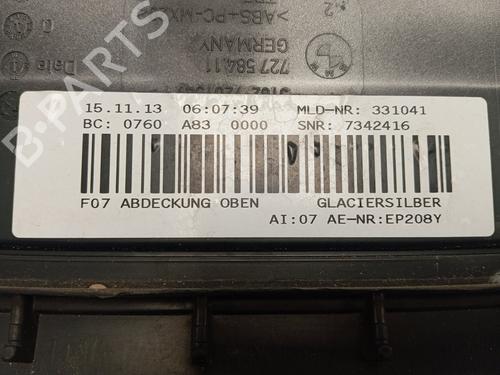 >ABS+PC-MX
GERMANY
727 584.11
B-PARTS
15.11.13 06:07:39 MLD-NR: 331041
BC: 0760 A83 0000 SNR: 7342416
F07 ABDECKUNG OBEN GLACIERSILBER
AI:07 AE-NR:EP208Y